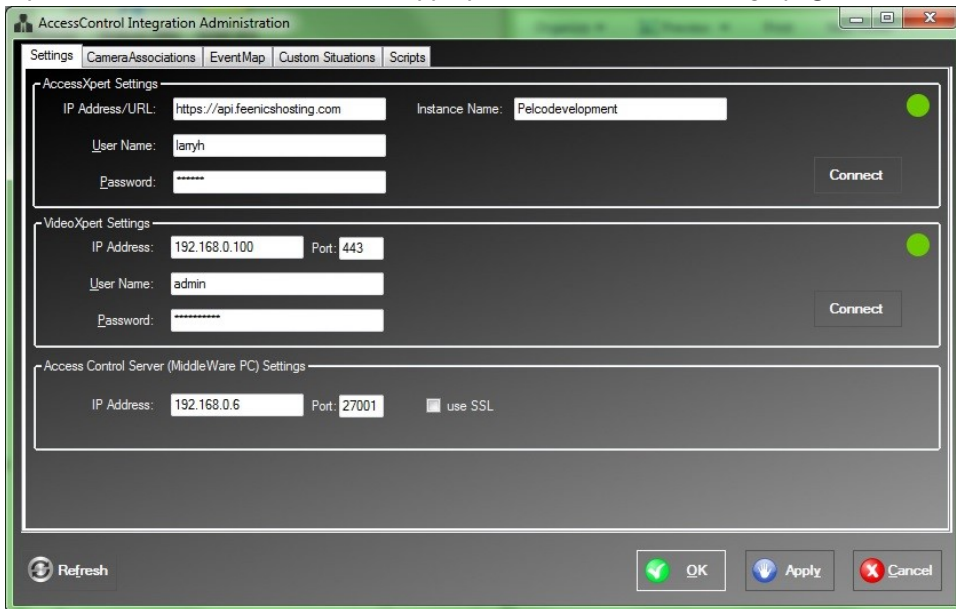 AccessControl Integration Administration
Settings CameraAssociations EventMap Custom Situations Scripts
AccessXpert Settings
IP Address/URL: https://api.feenicshosting.com Instance Name: Pelcodevelopment
User Name: larryh
Password: ******
Connect
VideoXpert Settings
IP Address: 192.168.0.100 Port: 443
User Name: admin
Password: **********
Connect
Access Control Server (MiddleWare PC) Settings
IP Address: 192.168.0.6 Port: 27001 use SSL
Refresh OK Apply Cancel